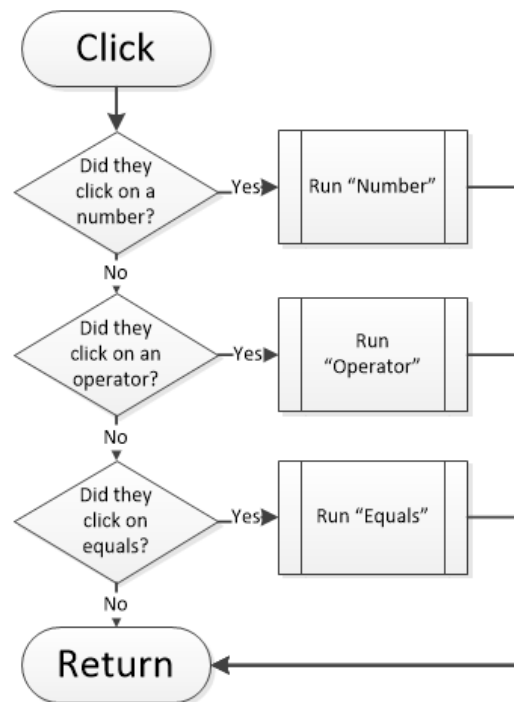 Click
Did they
click on a
number?
Yes
Run “Number”
No
Did they
click on an
operator?
Yes
Run
“Operator”
No
Did they
click on
equals?
Yes
Run “Equals”
No
Return